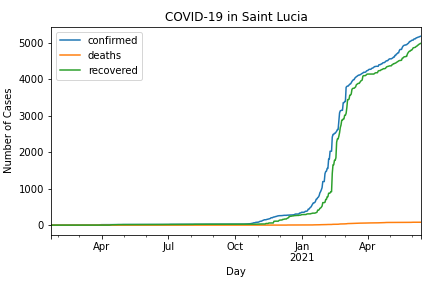 COVID-19 in Saint Lucia
confirmed
deaths
recovered
Number of Cases
5000
4000
3000
2000
1000
0
Apr
Jul
Oct
Jan
2021
Apr
Day